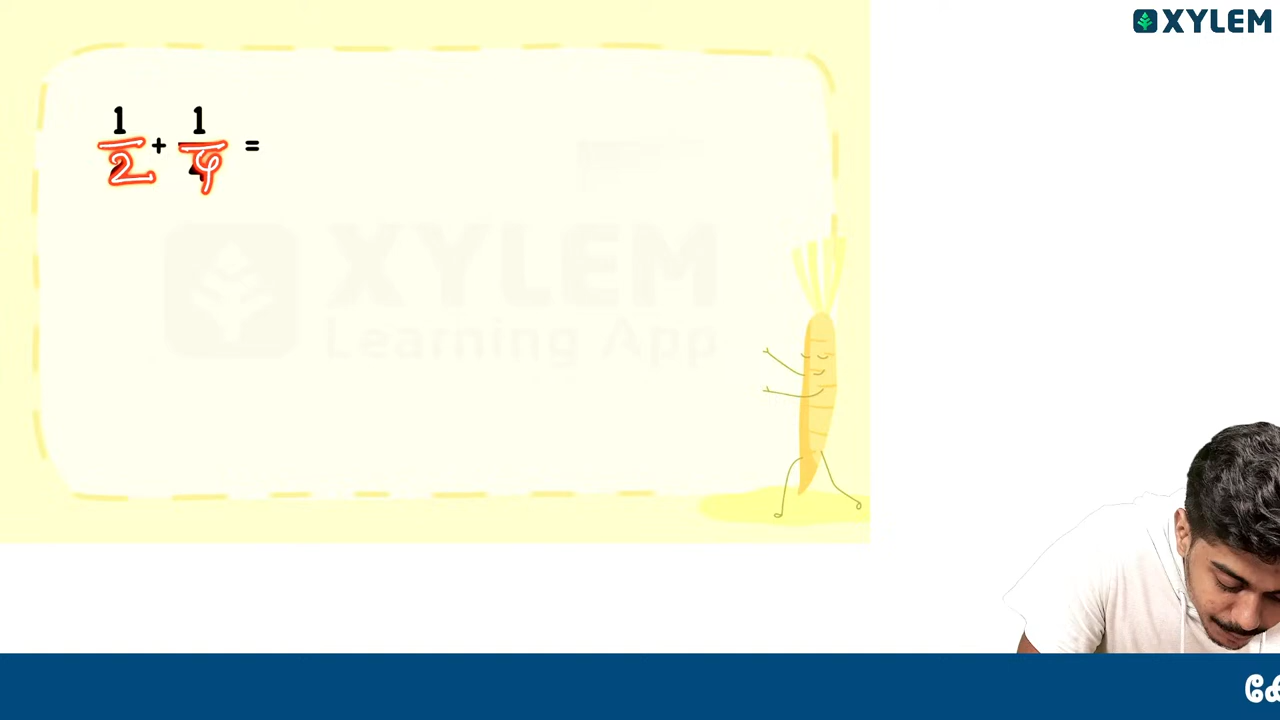 XYLEM
1/2 + 1/4 =
XYLEM
Learning App
കേ